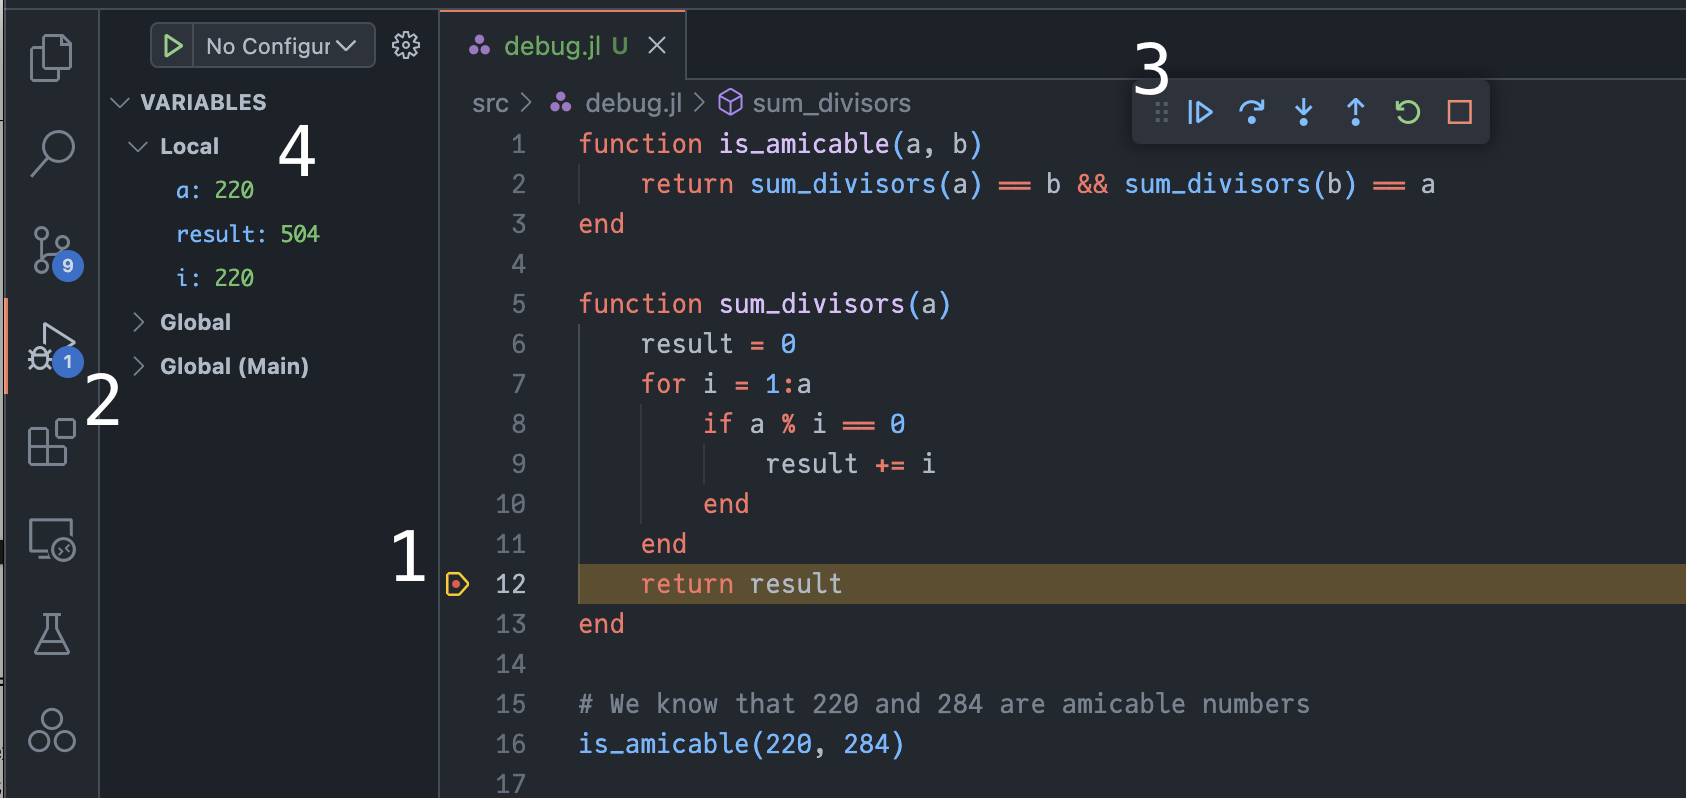 No Configur
debug.jl U
VARIABLES
Local
a: 220
result: 504
i: 220
Global
Global (Main)
9
1
2
4
1
3
src > debug.jl > sum_divisors
1 function is_amicable(a, b)
2 return sum_divisors(a) == b && sum_divisors(b) == a
3 end
4
5 function sum_divisors(a)
6 result = 0
7 for i = 1:a
8 if a % i == 0
9 result += i
10 end
11 end
12 return result
13 end
14
15 # We know that 220 and 284 are amicable numbers
16 is_amicable(220, 284)
17